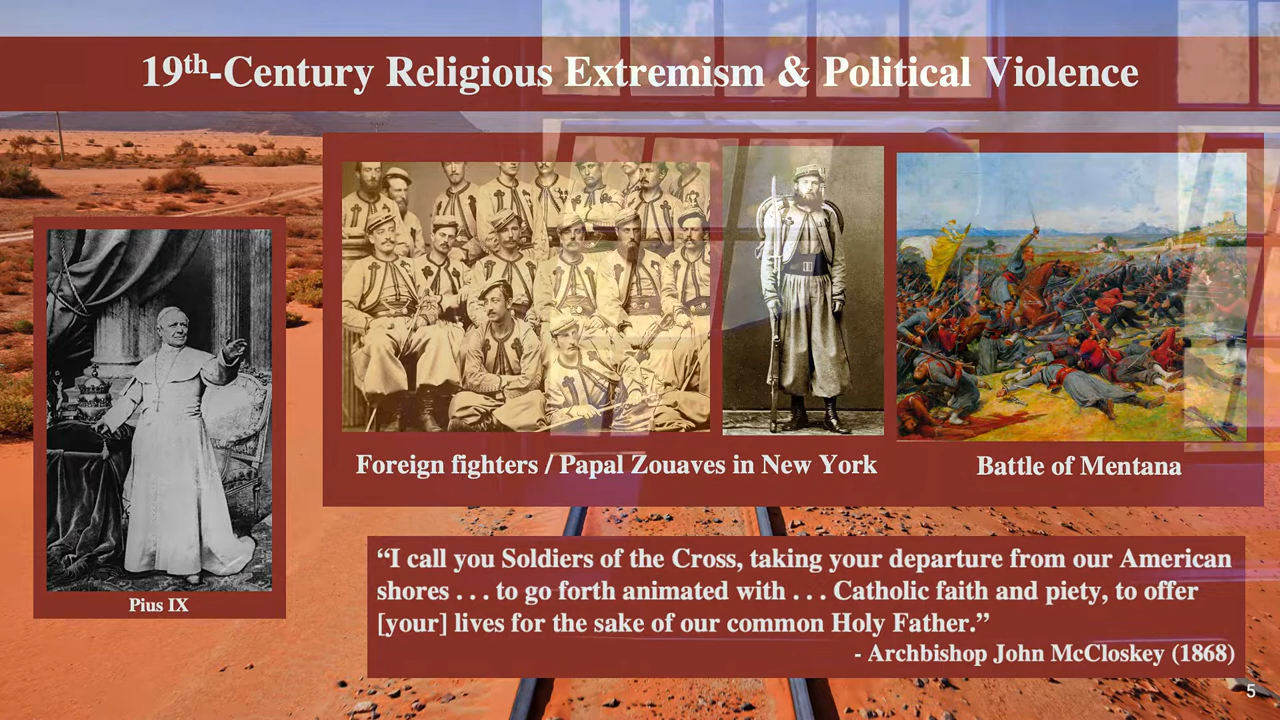 19th-Century Religious Extremism & Political Violence
Pius IX
Foreign fighters / Papal Zouaves in New York
Battle of Mentana
“I call you Soldiers of the Cross, taking your departure from our American
shores . . . to go forth animated with . . . Catholic faith and piety, to offer
[your] lives for the sake of our common Holy Father.”
- Archbishop John McCloskey (1868)
5